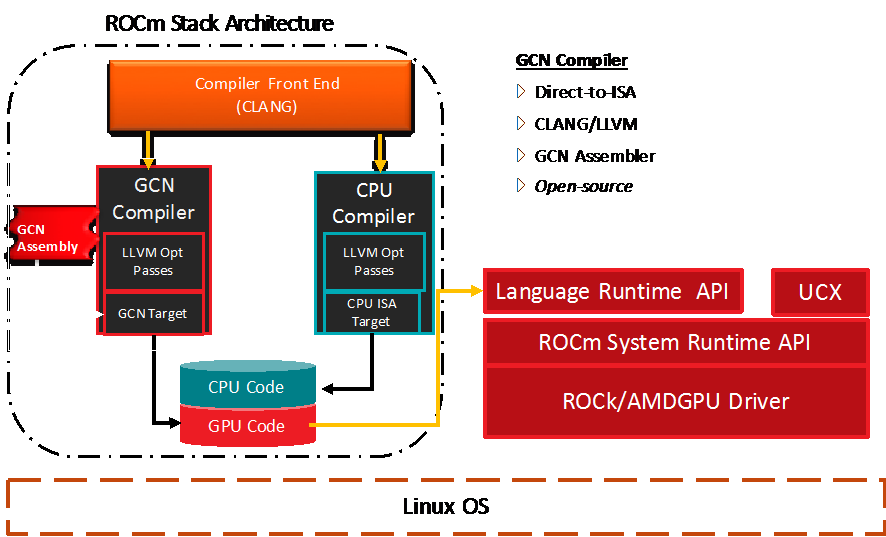 ROCm Stack Architecture
Compiler Front End
(CLANG)
GCN Compiler
Direct-to-ISA
CLANG/LLVM
GCN Assembler
Open-source
GCN
Compiler
CPU
Compiler
GCN
Assembly
LLVM Opt
Passes
LLVM Opt
Passes
GCN Target
CPU ISA
Target
Language Runtime API
UCX
ROCm System Runtime API
CPU Code
GPU Code
ROCk/AMDGPU Driver
Linux OS